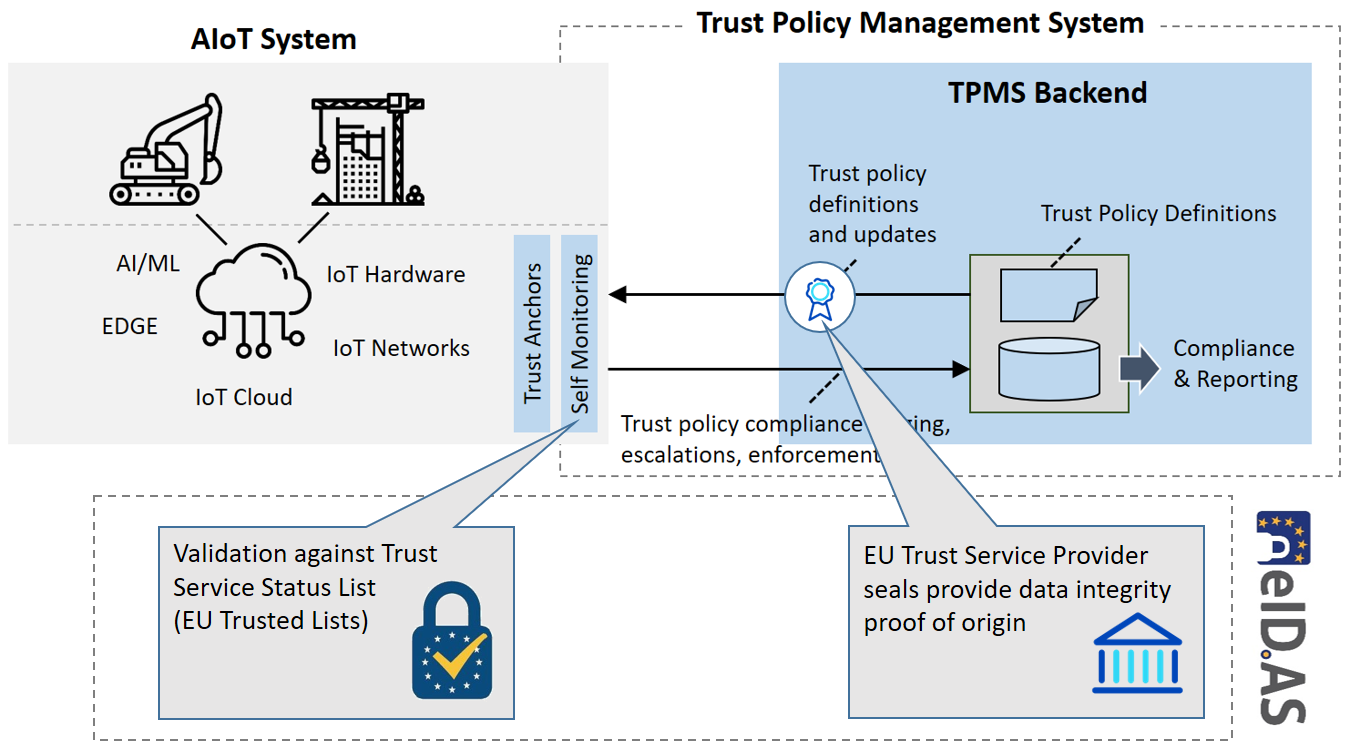 AIoT System
Trust Policy Management System
TPMS Backend
Trust policy
definitions
and updates
Trust Policy Definitions
AI/ML
IoT Hardware
EDGE
IoT Networks
IoT Cloud
Trust Anchors
Self Monitoring
Compliance
& Reporting
Trust policy compliance
escalations, enforcement
Validation against Trust
Service Status List
(EU Trusted Lists)
EU Trust Service Provider
seals provide data integrity
proof of origin
eID.AS